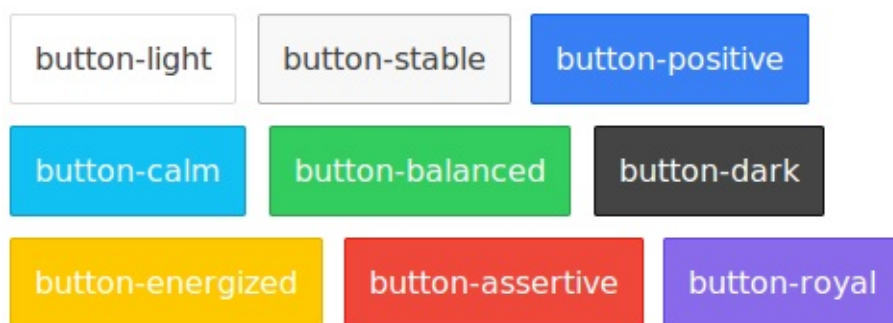 button-light button-stable button-positive
button-calm button-balanced button-dark
button-energized button-assertive button-royal